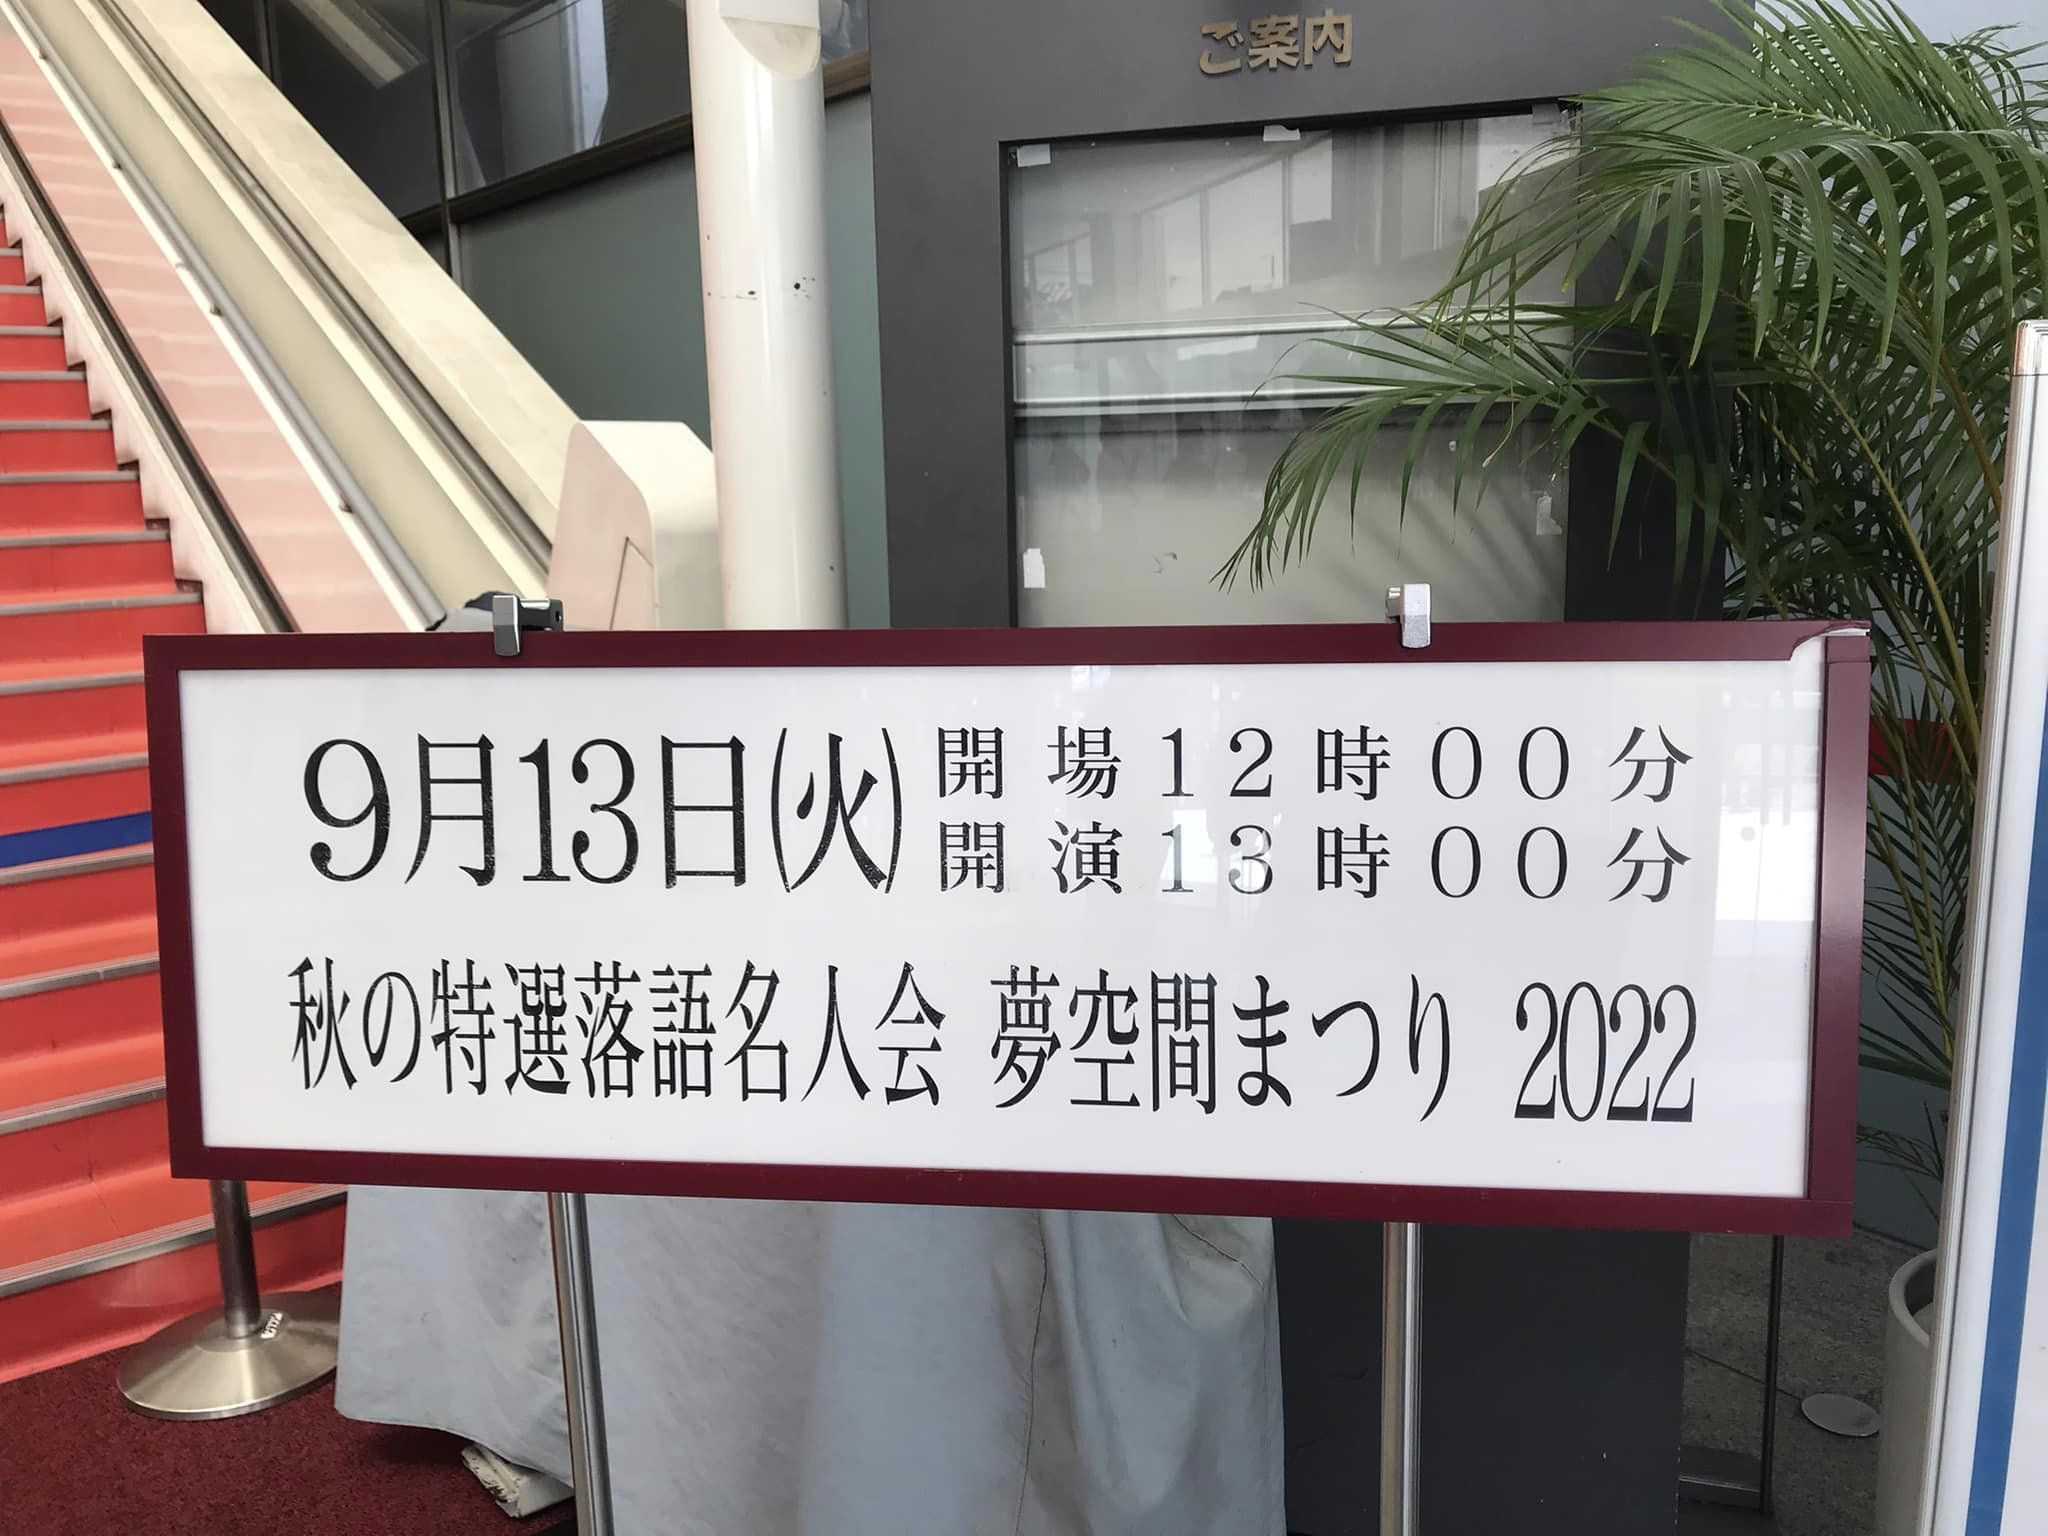 ご案内
9月13日(火)
開場12時00分
開演13時00分
秋の特選落語名人会 夢空間まつり 2022